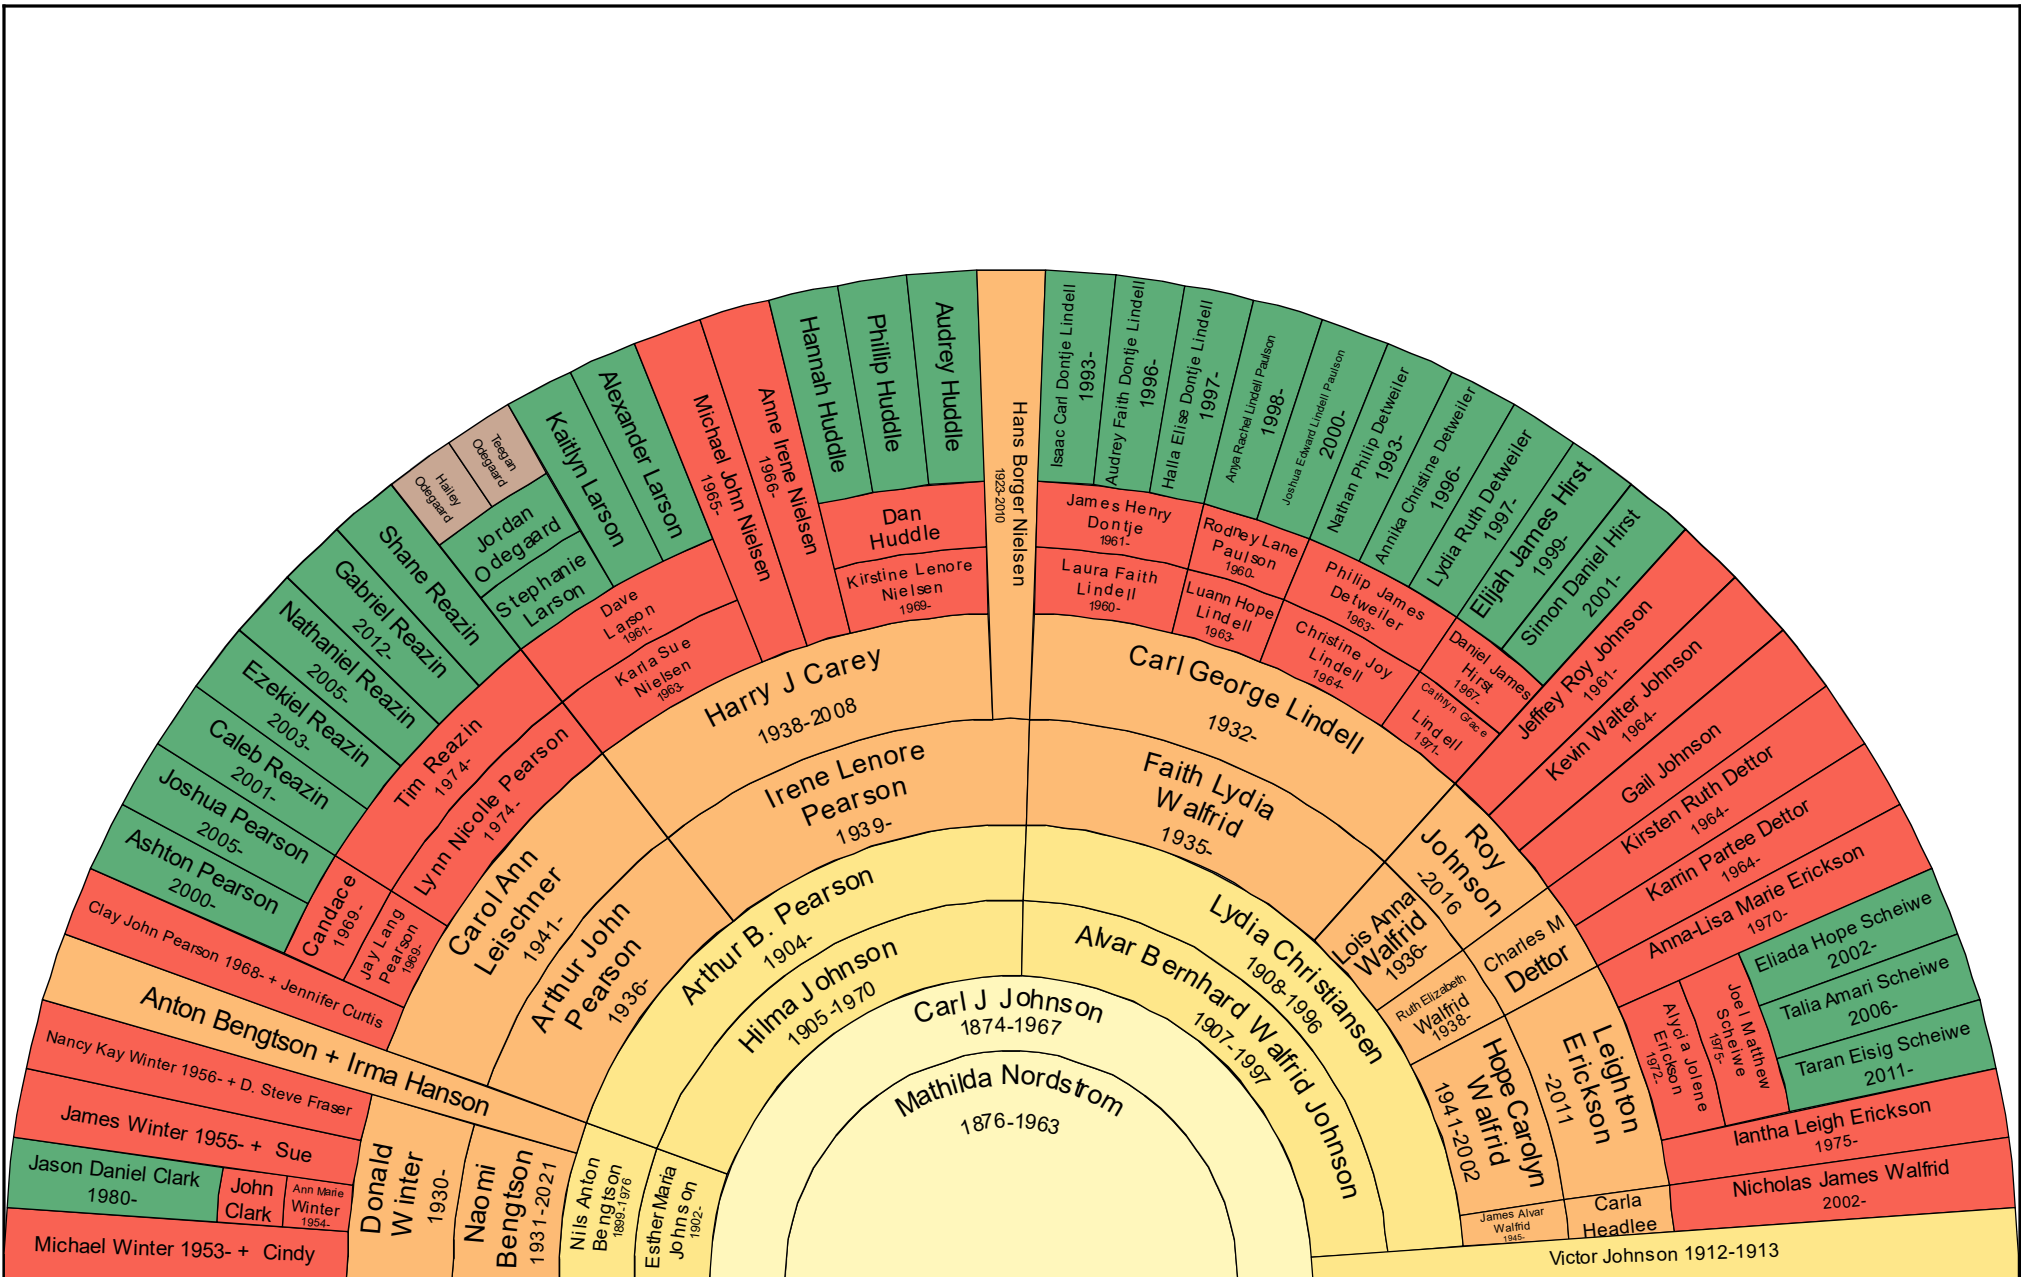 Mathilda Nordstrom
1876-1963
Carl J Johnson
1874-1967
Esther Maria
Johnson
1902-
Nils Anton
Bengtson
1899-1976
Hilma Johnson
1905-1970
Arthur B. Pearson
1904-
Alvar Bernhard Walfrid Johnson
1907-1997
Lydia Christiansen
1908-1996
Victor Johnson 1912-1913
Naomi
Bengtson
1931-2021
Donald
Winter
1930-
Michael Winter 1953- + Cindy
Ann Marie
Winter
1954-
John
Clark
Jason Daniel Clark
1980-
James Winter 1955- + Sue
Nancy Kay Winter 1956- + D. Steve Fraser
Anton Bengtson + Irma Hanson
Arthur John
Pearson
1936-
Carol Ann
Leischner
1941-
Clay John Pearson 1968- + Jennifer Curtis
Jay Lang
Pearson
1969-
Candace
1969-
Ashton Pearson
2000-
Joshua Pearson
2005-
Lynn Nicolle Pearson
1974-
Tim Reazin
1974-
Caleb Reazin
2001-
Ezekiel Reazin
2003-
Nathaniel Reazin
2005-
Gabriel Reazin
2012-
Shane Reazin
Irene Lenore
Pearson
1939-
Harry J Carey
1938-2008
Hans Borger Nielsen
1923-2010
Karla Sue
Nielsen
1963-
Dave
Larson
1961-
Stephanie
Larson
Jordan
Odegaard
Hailey
Odegaard
Teegan
Odegaard
Kaitlyn Larson
Alexander Larson
Michael John Nielsen
1965-
Anne Irene Nielsen
1966-
Kirstine Lenore
Nielsen
1969-
Dan
Huddle
Hannah Huddle
Phillip Huddle
Audrey Huddle
Faith Lydia
Walfrid
1935-
Carl George Lindell
1932-
Laura Faith
Lindell
1960-
James Henry
Dontje
1961-
Isaac Carl Dontje Lindell
1993-
Audrey Faith Dontje Lindell
1996-
Halla Elise Dontje Lindell
1997-
Luann Hope
Lindell
1963-
Rodney Lane
Paulson
1960-
Anya Rachel Lindell Paulson
1998-
Joshua Edward Lindell Paulson
2000-
Christine Joy
Lindell
1964-
Philip James
Detweiler
1963-
Nathan Philip Detweiler
1993-
Annika Christine Detweiler
1996-
Lydia Ruth Detweiler
1997-
Cathryn Grace
Lindell
1971-
Daniel James
Hirst
1967-
Elijah James Hirst
1999-
Simon Daniel Hirst
2001-
Lois Anna
Walfrid
1936-
Roy
Johnson
-2016
Jeffrey Roy Johnson
1961-
Kevin Walter Johnson
1964-
Gail Johnson
Ruth Elizabeth
Walfrid
1938-
Charles M
Dettor
Kirsten Ruth Dettor
1964-
Karrin Partee Dettor
1964-
Hope Carolyn
Walfrid
1941-2002
Leighton
Erickson
-2011
Anna-Lisa Marie Erickson
1970-
Alycia Jolene
Erickson
1972-
Joel Matthew
Scheiwe
1975-
Eliada Hope Scheiwe
2002-
Talia Amari Scheiwe
2006-
Taran Eisig Scheiwe
2011-
Iantha Leigh Erickson
1975-
James Alvar
Walfrid
1945-
Carla
Headlee
Nicholas James Walfrid
2002-